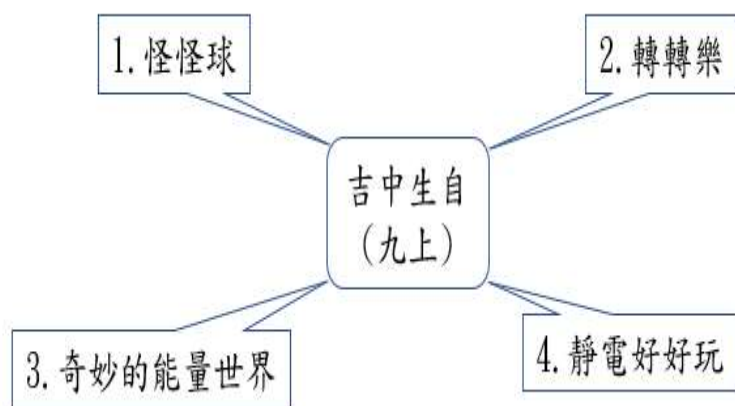 1.怪怪球
2.轉轉樂
吉中生自
(九上)
3.奇妙的能量世界
4.靜電好好玩